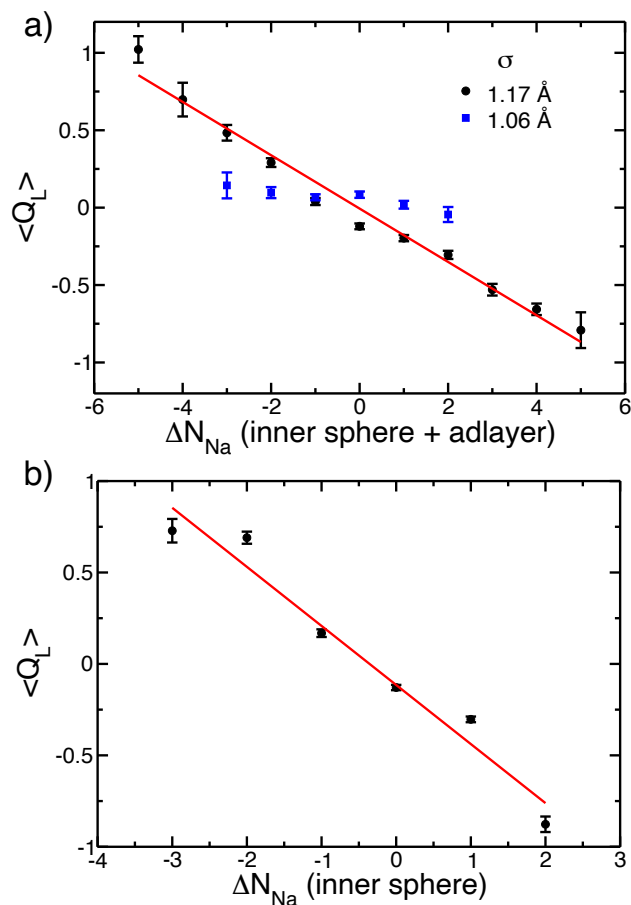 a)
1
0.5
0
-0.5
-1
<Q_L>
σ
1.17 Å
1.06 Å
-6 -4 -2 0 2 4 6
ΔN_Na (inner sphere + adlayer)
b)
1
0.5
0
-0.5
-1
<Q_L>
-4 -3 -2 -1 0 1 2 3
ΔN_Na (inner sphere)